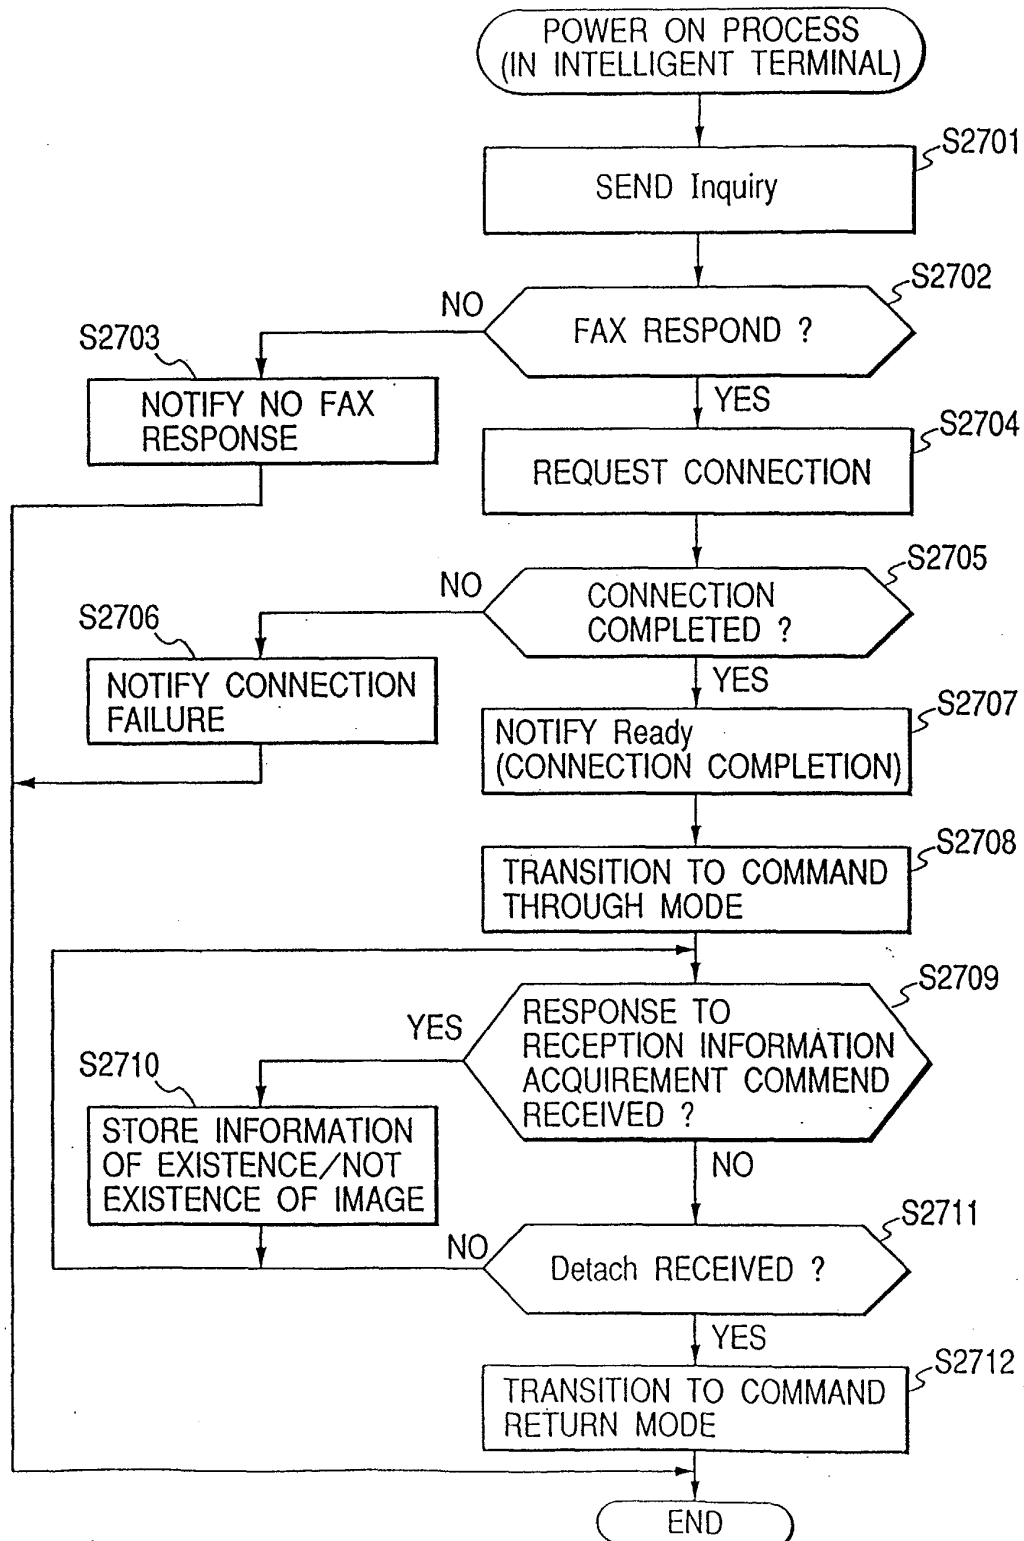 POWER ON PROCESS
(IN INTELLIGENT TERMINAL)
S2701
SEND Inquiry
S2702
NO
FAX RESPOND ?
S2703
YES
NOTIFY NO FAX
RESPONSE
S2704
REQUEST CONNECTION
S2705
NO
CONNECTION
COMPLETED ?
S2706
YES
NOTIFY CONNECTION
FAILURE
S2707
NOTIFY Ready
(CONNECTION COMPLETION)
S2708
TRANSITION TO COMMAND
THROUGH MODE
S2709
YES
RESPONSE TO
RECEPTION INFORMATION
ACQUIREMENT COMMEND
RECEIVED ?
S2710
STORE INFORMATION
OF EXISTENCE/NOT
EXISTENCE OF IMAGE
NO
S2711
NO
Detach RECEIVED ?
YES
S2712
TRANSITION TO COMMAND
RETURN MODE
END